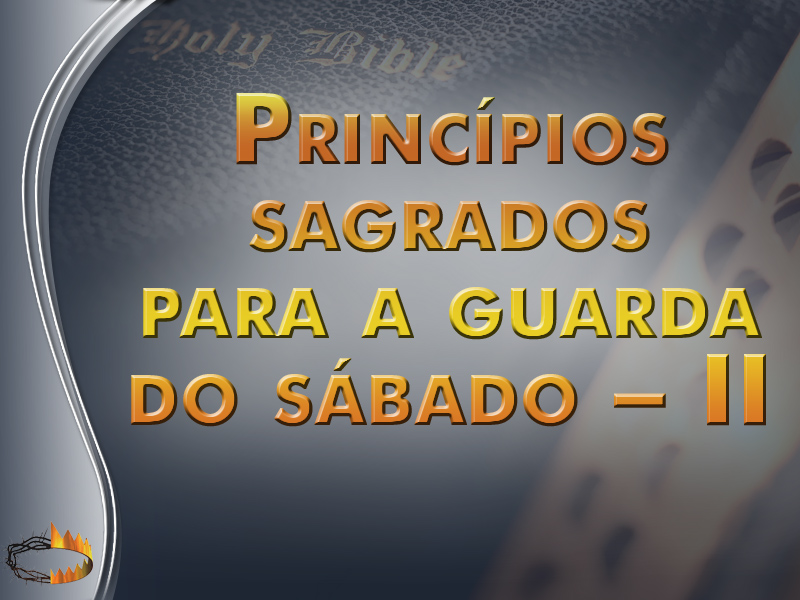 Holy Bible
PRINCÍPIOS
SAGRADOS
PARA A GUARDA
DO SÁBADO – II